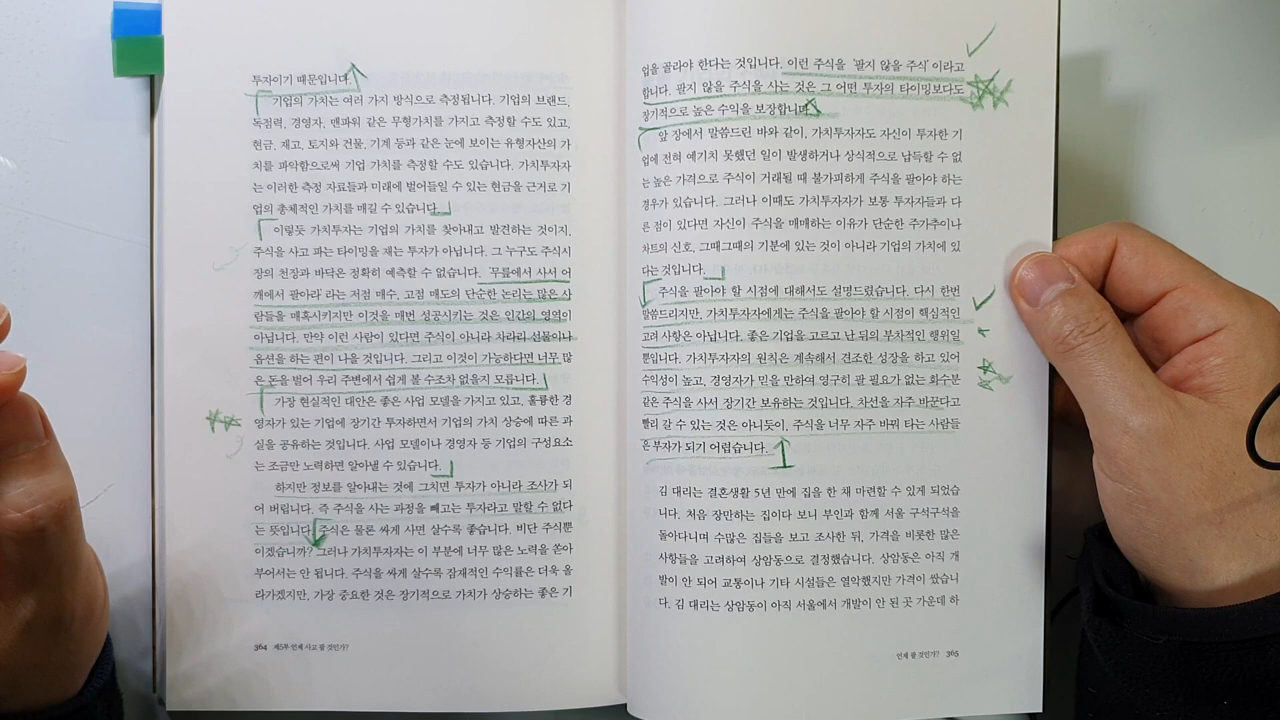 투자이기 때문입니다.
기업의 가치는 여러 가지 방식으로 측정됩니다. 기업의 브랜드,
독점력, 경영자, 맨파워 같은 무형가치를 가지고 측정할 수도 있고,
현금, 재고, 토지와 건물, 기계 등과 같은 눈에 보이는 유형자산의 가
치를 파악함으로써 기업 가치를 측정할 수도 있습니다. 가치투자자
는 이러한 측정 자료들과 미래에 벌어들일 수 있는 현금을 근거로 기
업의 총체적인 가치를 매길 수 있습니다.
이렇듯 가치투자는 기업의 가치를 찾아내고 발견하는 것이지,
주식을 사고 파는 타이밍을 재는 투자가 아닙니다. 그 누구도 주식시
장의 천장과 바닥은 정확히 예측할 수 없습니다. '무릎에서 사서 어
깨에서 팔아라' 라는 저점 매수, 고점 매도의 단순한 논리는 많은 사
람들을 매혹시키지만 이것을 매번 성공시키는 것은 인간의 영역이
아닙니다. 만약 이런 사람이 있다면 주식이 아니라 차라리 선물이나
옵션을 하는 편이 나을 것입니다. 그리고 이것이 가능하다면 너무 많
은 돈을 벌어 우리 주변에서 쉽게 볼 수조차 없을지 모릅니다.
가장 현실적인 대안은 좋은 사업 모델을 가지고 있고, 훌륭한 경
영자가 있는 기업에 장기간 투자하면서 기업의 가치 상승에 따른 과
실을 공유하는 것입니다. 사업 모델이나 경영자 등 기업의 구성요소
는 조금만 노력하면 알아낼 수 있습니다.
하지만 정보를 알아내는 것에 그치면 투자가 아니라 조사가 되
어 버립니다. 즉 주식을 사는 과정을 빼고는 투자라고 말할 수 없다
는 뜻입니다. 주식은 물론 싸게 사면 살수록 좋습니다. 비단 주식뿐
이겠습니까? 그러나 가치투자자는 이 부분에 너무 많은 노력을 쏟아
부어서는 안 됩니다. 주식을 싸게 살수록 잠재적인 수익률은 더욱 올
라가겠지만, 가장 중요한 것은 장기적으로 가치가 상승하는 좋은 기
364 제5부 언제 사고 팔 것인가?
업을 골라야 한다는 것입니다. 이런 주식을 '팔지 않을 주식' 이라고
합니다. 팔지 않을 주식을 사는 것은 그 어떤 투자의 타이밍보다도
장기적으로 높은 수익을 보장합니다.
앞 장에서 말씀드린 바와 같이, 가치투자자도 자신이 투자한 기
업에 전혀 예기치 못했던 일이 발생하거나 상식적으로 납득할 수 없
는 높은 가격으로 주식이 거래될 때 불가피하게 주식을 팔아야 하는
경우가 있습니다. 그러나 이때도 가치투자자가 보통 투자자들과 다
른 점이 있다면 자신이 주식을 매매하는 이유가 단순한 주가추이나
차트의 신호, 그때그때의 기분에 있는 것이 아니라 기업의 가치에 있
다는 것입니다.
주식을 팔아야 할 시점에 대해서도 설명드렸습니다. 다시 한번
말씀드리지만, 가치투자자에게는 주식을 팔아야 할 시점이 핵심적인
고려 사항은 아닙니다. 좋은 기업을 고르고 난 뒤의 부차적인 행위일
뿐입니다. 가치투자자의 원칙은 계속해서 견조한 성장을 하고 있어
수익성이 높고, 경영자가 믿을 만하여 영구히 팔 필요가 없는 화수분
같은 주식을 사서 장기간 보유하는 것입니다. 차선을 자주 바꾼다고
빨리 갈 수 있는 것은 아니듯이, 주식을 너무 자주 바꿔 타는 사람들
은 부자가 되기 어렵습니다.
김 대리는 결혼생활 5년 만에 집을 한 채 마련할 수 있게 되었습
니다. 처음 장만하는 집이다 보니 부인과 함께 서울 구석구석을
돌아다니며 수많은 집들을 보고 조사한 뒤, 가격을 비롯한 많은
사항들을 고려하여 상암동으로 결정했습니다. 상암동은 아직 개
발이 안 되어 교통이나 기타 시설들은 열악했지만 가격이 쌌습니
다. 김 대리는 상암동이 아직 서울에서 개발이 안 된 곳 가운데 하
언제 팔 것인가? 365